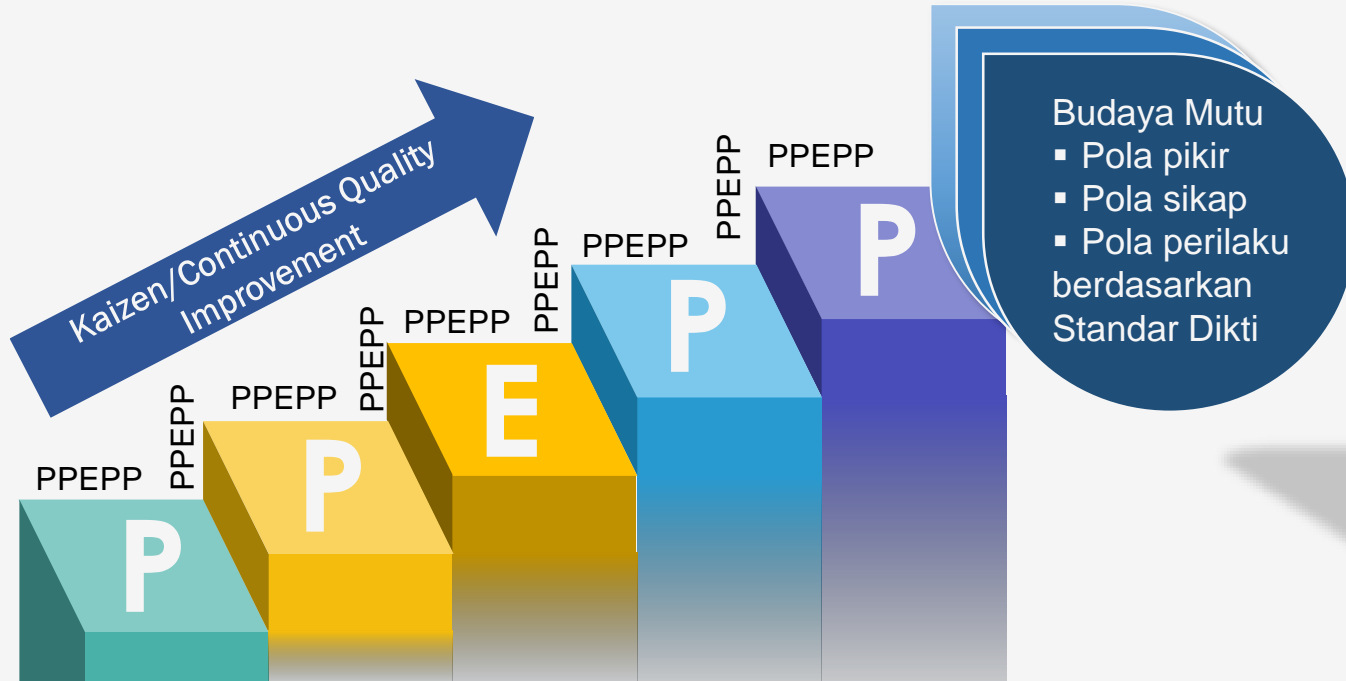 Kaizen/Continuous Quality
Improvement
PPEPP
P
PPEPP
PPEPP
P
PPEPP
PPEPP
E
PPEPP
PPEPP
P
PPEPP
PPEPP
P
Budaya Mutu
▪ Pola pikir
▪ Pola sikap
▪ Pola perilaku
berdasarkan
Standar Dikti